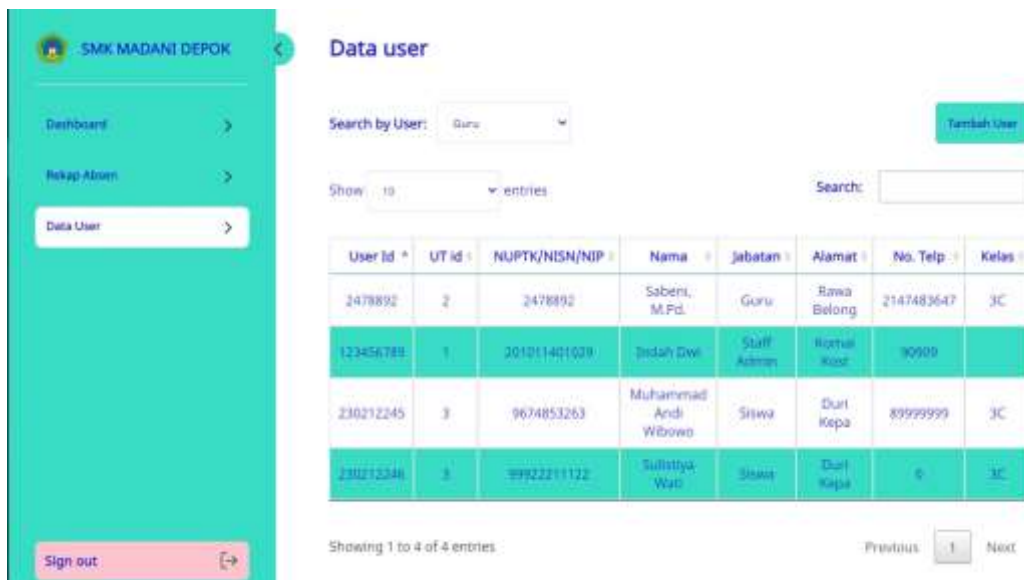 SMK MADANI DEPOK
Dashboard
Rekap Absen
Data User
Sign out
Data user
Search by User: Guru
Tambah User
Show 10 entries
Search:
User Id UT id NUPTK/NISN/NIP Nama Jabatan Alamat No. Telp Kelas
2478892 2 2478892 Sabeni, M.Pd. Guru Rawa Belong 2147483647 3C
123456789 1 201011401029 Indah Dwi Staff Admin Kost 90909
230212245 3 9674853263 Muhammad Andi Wibowo Siswa Duri Kepa 89999999 3C
230212246 3 99922211122 Sulistiya Wati Siswa Duri Kepa 0 3C
Showing 1 to 4 of 4 entries
Previous 1 Next